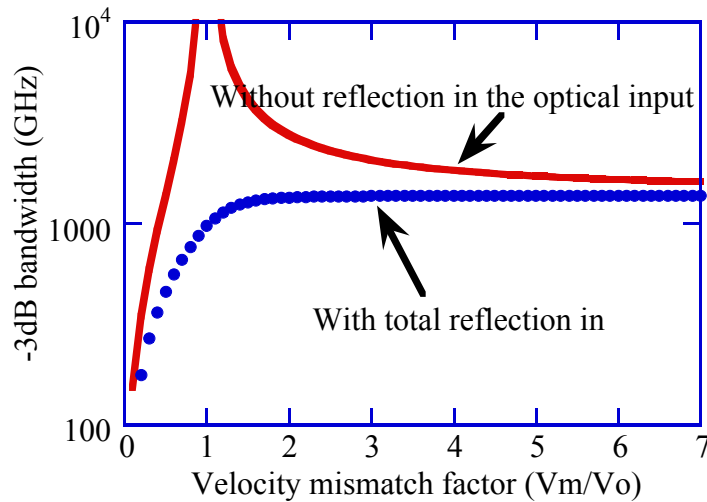 10^4
Without reflection in the optical input
1000
-3dB bandwidth (GHz)
With total reflection in
100
0 1 2 3 4 5 6 7
Velocity mismatch factor (Vm/Vo)